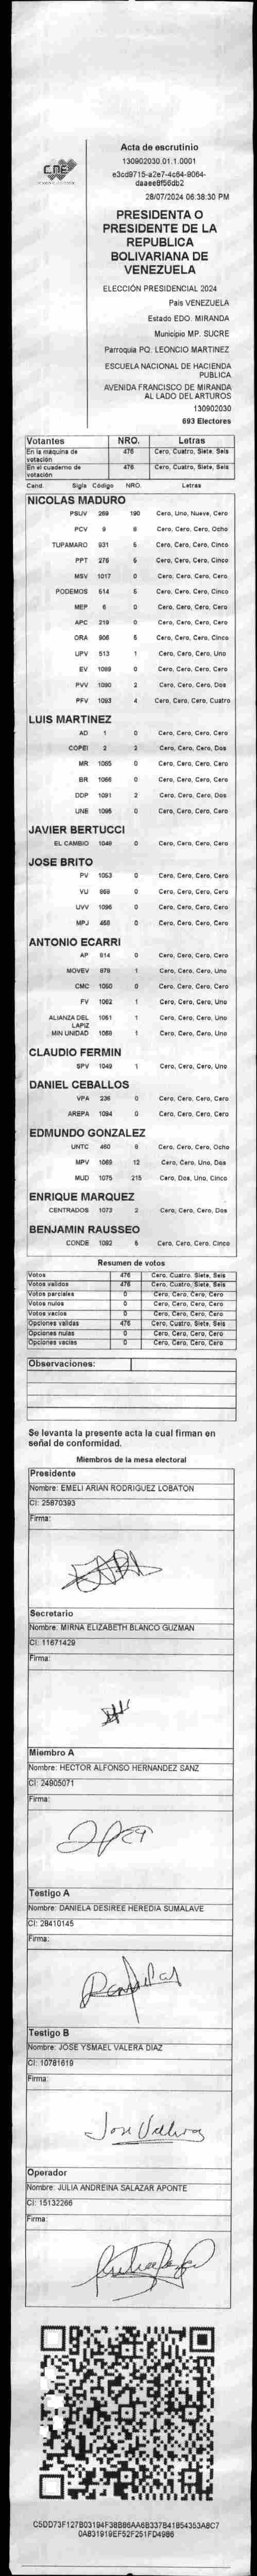 CNE
Acta de escrutinio
130902030.01.1.0001
e3cd9715-a2e7-4c64-9064-
daaee8f56db2
28/07/2024 06:38:30 PM
PRESIDENTA O
PRESIDENTE DE LA
REPUBLICA
BOLIVARIANA DE
VENEZUELA
ELECCIÓN PRESIDENCIAL 2024
País VENEZUELA
Estado EDO. MIRANDA
Municipio MP. SUCRE
Parroquia PQ. LEONCIO MARTINEZ
ESCUELA NACIONAL DE HACIENDA
PUBLICA
AVENIDA FRANCISCO DE MIRANDA
AL LADO DEL ARTUROS
130902030
693 Electores
Votantes NRO. Letras
En la maquina de votación 476 Cero, Cuatro, Siete, Seis
En el cuaderno de votación 476 Cero, Cuatro, Siete, Seis
Cand. Sigla Código NRO. Letras
NICOLAS MADURO
PSUV 269 190 Cero, Uno, Nueve, Cero
PCV 9 8 Cero, Cero, Cero, Ocho
TUPAMARO 931 5 Cero, Cero, Cero, Cinco
PPT 276 5 Cero, Cero, Cero, Cinco
MSV 1017 0 Cero, Cero, Cero, Cero
PODEMOS 514 5 Cero, Cero, Cero, Cinco
MEP 6 0 Cero, Cero, Cero, Cero
APC 219 0 Cero, Cero, Cero, Cero
ORA 906 5 Cero, Cero, Cero, Cinco
UPV 513 1 Cero, Cero, Cero, Uno
EV 1089 0 Cero, Cero, Cero, Cero
PVV 1090 2 Cero, Cero, Cero, Dos
PFV 1093 4 Cero, Cero, Cero, Cuatro
LUIS MARTINEZ
AD 1 0 Cero, Cero, Cero, Cero
COPEI 2 2 Cero, Cero, Cero, Dos
MR 1065 0 Cero, Cero, Cero, Cero
BR 1066 0 Cero, Cero, Cero, Cero
DDP 1091 2 Cero, Cero, Cero, Dos
UNE 1095 0 Cero, Cero, Cero, Cero
JAVIER BERTUCCI
EL CAMBIO 1049 0 Cero, Cero, Cero, Cero
JOSE BRITO
PV 1053 0 Cero, Cero, Cero, Cero
VU 869 0 Cero, Cero, Cero, Cero
UVV 1096 0 Cero, Cero, Cero, Cero
MPJ 455 0 Cero, Cero, Cero, Cero
ANTONIO ECARRI
AP 914 0 Cero, Cero, Cero, Cero
MOVEV 979 1 Cero, Cero, Cero, Uno
CMC 1050 0 Cero, Cero, Cero, Cero
FV 1062 1 Cero, Cero, Cero, Uno
ALIANZA DEL LAPIZ 1051 1 Cero, Cero, Cero, Uno
MIN UNIDAD 1059 1 Cero, Cero, Cero, Uno
CLAUDIO FERMIN
SPV 1042 1 Cero, Cero, Cero, Uno
DANIEL CEBALLOS
VPA 236 0 Cero, Cero, Cero, Cero
AREPA 1094 0 Cero, Cero, Cero, Cero
EDMUNDO GONZALEZ
UNTC 460 8 Cero, Cero, Cero, Ocho
MPV 1069 12 Cero, Cero, Uno, Dos
MUD 1075 215 Cero, Dos, Uno, Cinco
ENRIQUE MARQUEZ
CENTRADOS 1073 2 Cero, Cero, Cero, Dos
BENJAMIN RAUSSEO
CONDE 1092 5 Cero, Cero, Cero, Cinco
Resumen de votos
Votos 476 Cero, Cuatro, Siete, Seis
Votos validos 476 Cero, Cuatro, Siete, Seis
Votos parciales 0 Cero, Cero, Cero, Cero
Votos nulos 0 Cero, Cero, Cero, Cero
Votos vacios 0 Cero, Cero, Cero, Cero
Opciones validas 476 Cero, Cuatro, Siete, Seis
Opciones nulas 0 Cero, Cero, Cero, Cero
Opciones vacias 0 Cero, Cero, Cero, Cero
Observaciones:
Se levanta la presente acta la cual firman en
señal de conformidad.
Miembros de la mesa electoral
Presidente
Nombre: EMELI ARIAN RODRIGUEZ LOBATON
CI: 25870393
Firma:
Secretario
Nombre: MIRNA ELIZABETH BLANCO GUZMAN
CI: 11671429
Firma:
Miembro A
Nombre: HECTOR ALFONSO HERNANDEZ SANZ
CI: 24905071
Firma:
Testigo A
Nombre: DANIELA DESIREE HEREDIA SUMALAVE
CI: 28410145
Firma:
Testigo B
Nombre: JOSE YSMAEL VALERA DIAZ
CI: 10781619
Firma:
Jose Valera
Operador
Nombre: JULIA ANDREINA SALAZAR APONTE
CI: 15132266
Firma:
C5DD73F127B03194F38B86AA6B337B41854353A8C7
0A831919EF52F251FD4986